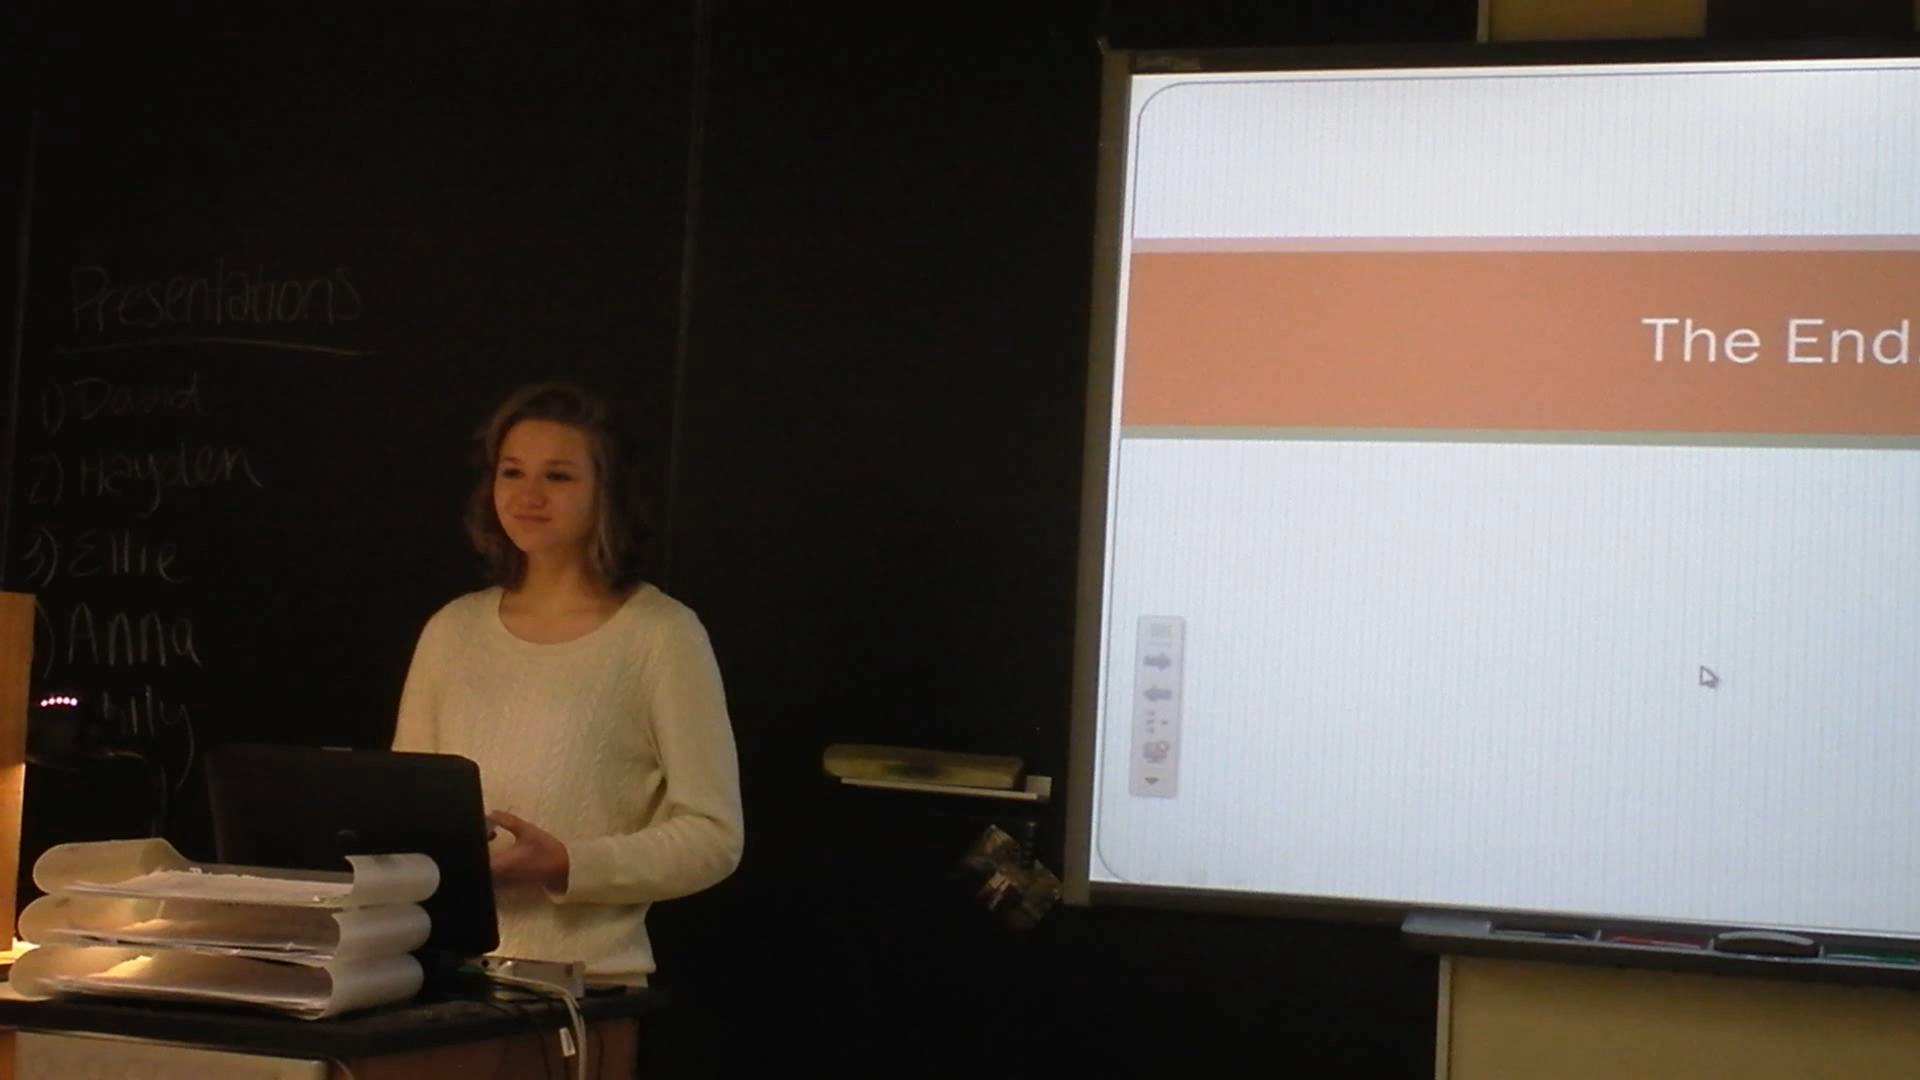 Presentations
1) David
2) Hayden
3) Ellie
) Anna
The End.